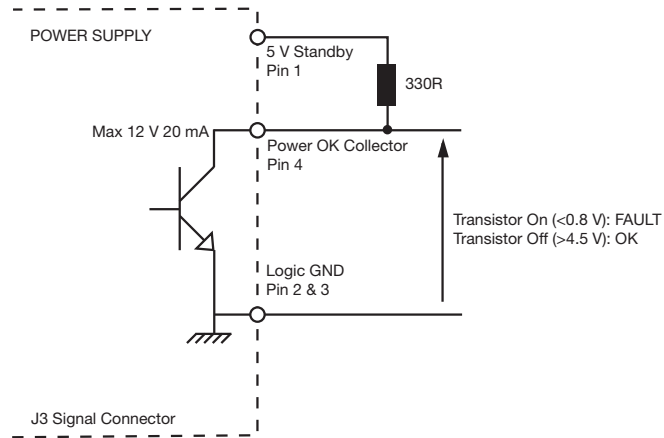 POWER SUPPLY
5 V Standby
Pin 1
330R
Max 12 V 20 mA
Power OK Collector
Pin 4
Transistor On (<0.8 V): FAULT
Transistor Off (>4.5 V): OK
Logic GND
Pin 2 & 3
J3 Signal Connector